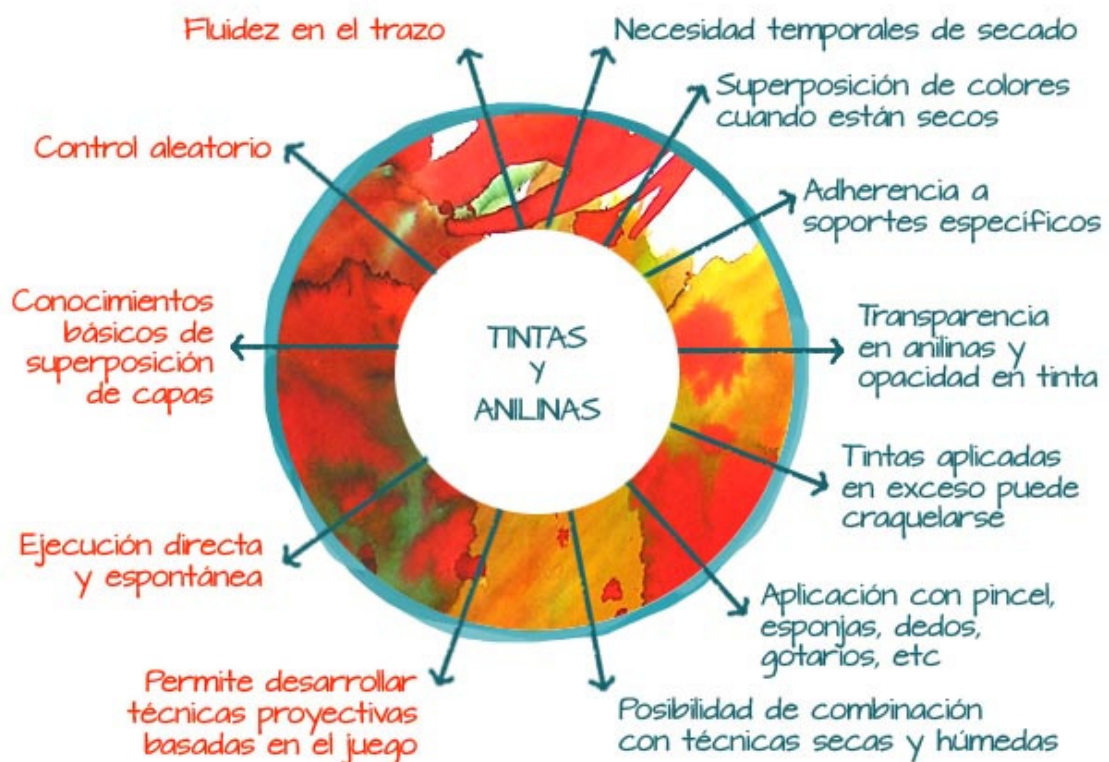 Fluidez en el trazo
Necesidad temporales de secado
Superposición de colores
cuando están secos
Control aleatorio
Adherencia a
soportes específicos
Conocimientos
básicos de
superposición
de capas
TINTAS
Y
ANILINAS
Transparencia
en anilinas y
opacidad en tinta
Tintas aplicadas
en exceso puede
craquelarse
Ejecución directa
y espontánea
Aplicación con pincel,
esponjas, dedos,
gotarios, etc
Permite desarrollar
técnicas proyectivas
basadas en el juego
Posibilidad de combinación
con técnicas secas y húmedas